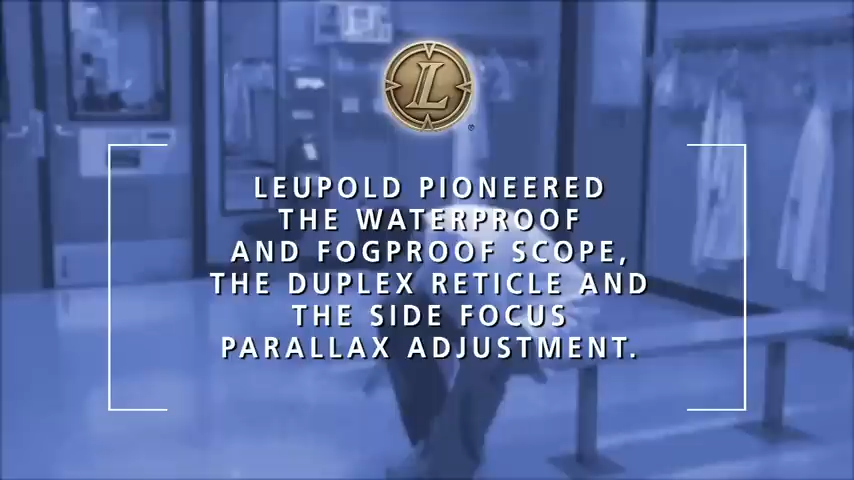 L
®
LEUPOLD PIONEERED
THE WATERPROOF
AND FOGPROOF SCOPE,
THE DUPLEX RETICLE AND
THE SIDE FOCUS
PARALLAX ADJUSTMENT.